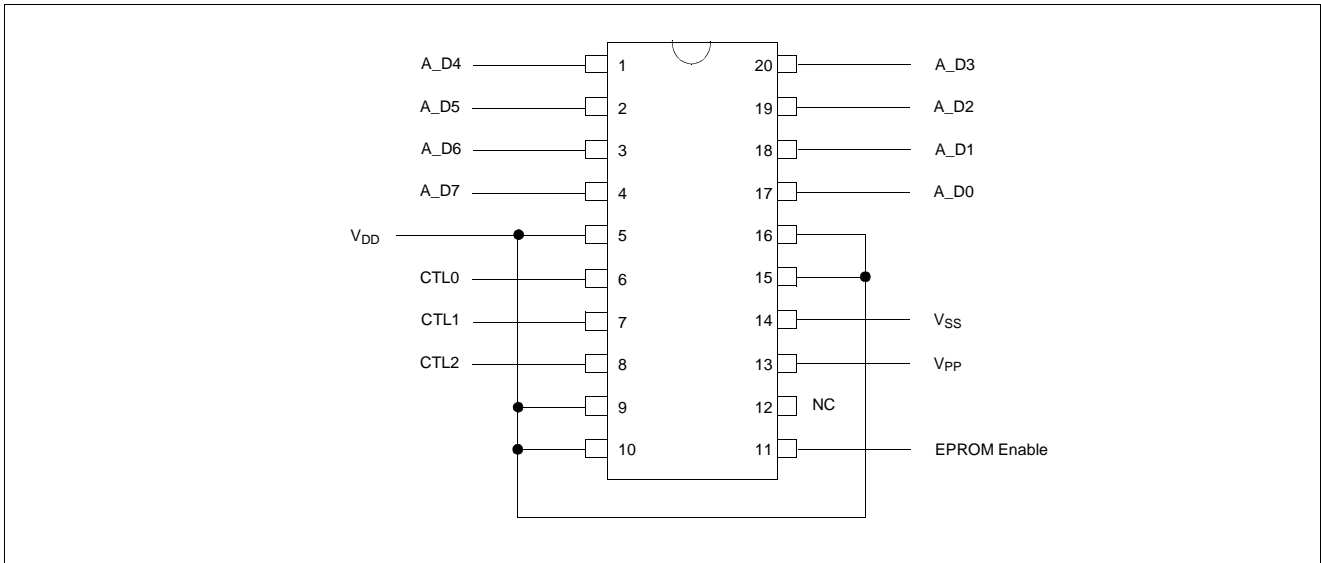 A_D4 1 20 A_D3
A_D5 2 19 A_D2
A_D6 3 18 A_D1
A_D7 4 17 A_D0
VDD 5 16
CTL0 6 15
CTL1 7 14 VSS
CTL2 8 13 VPP
9 12 NC
10 11 EPROM Enable